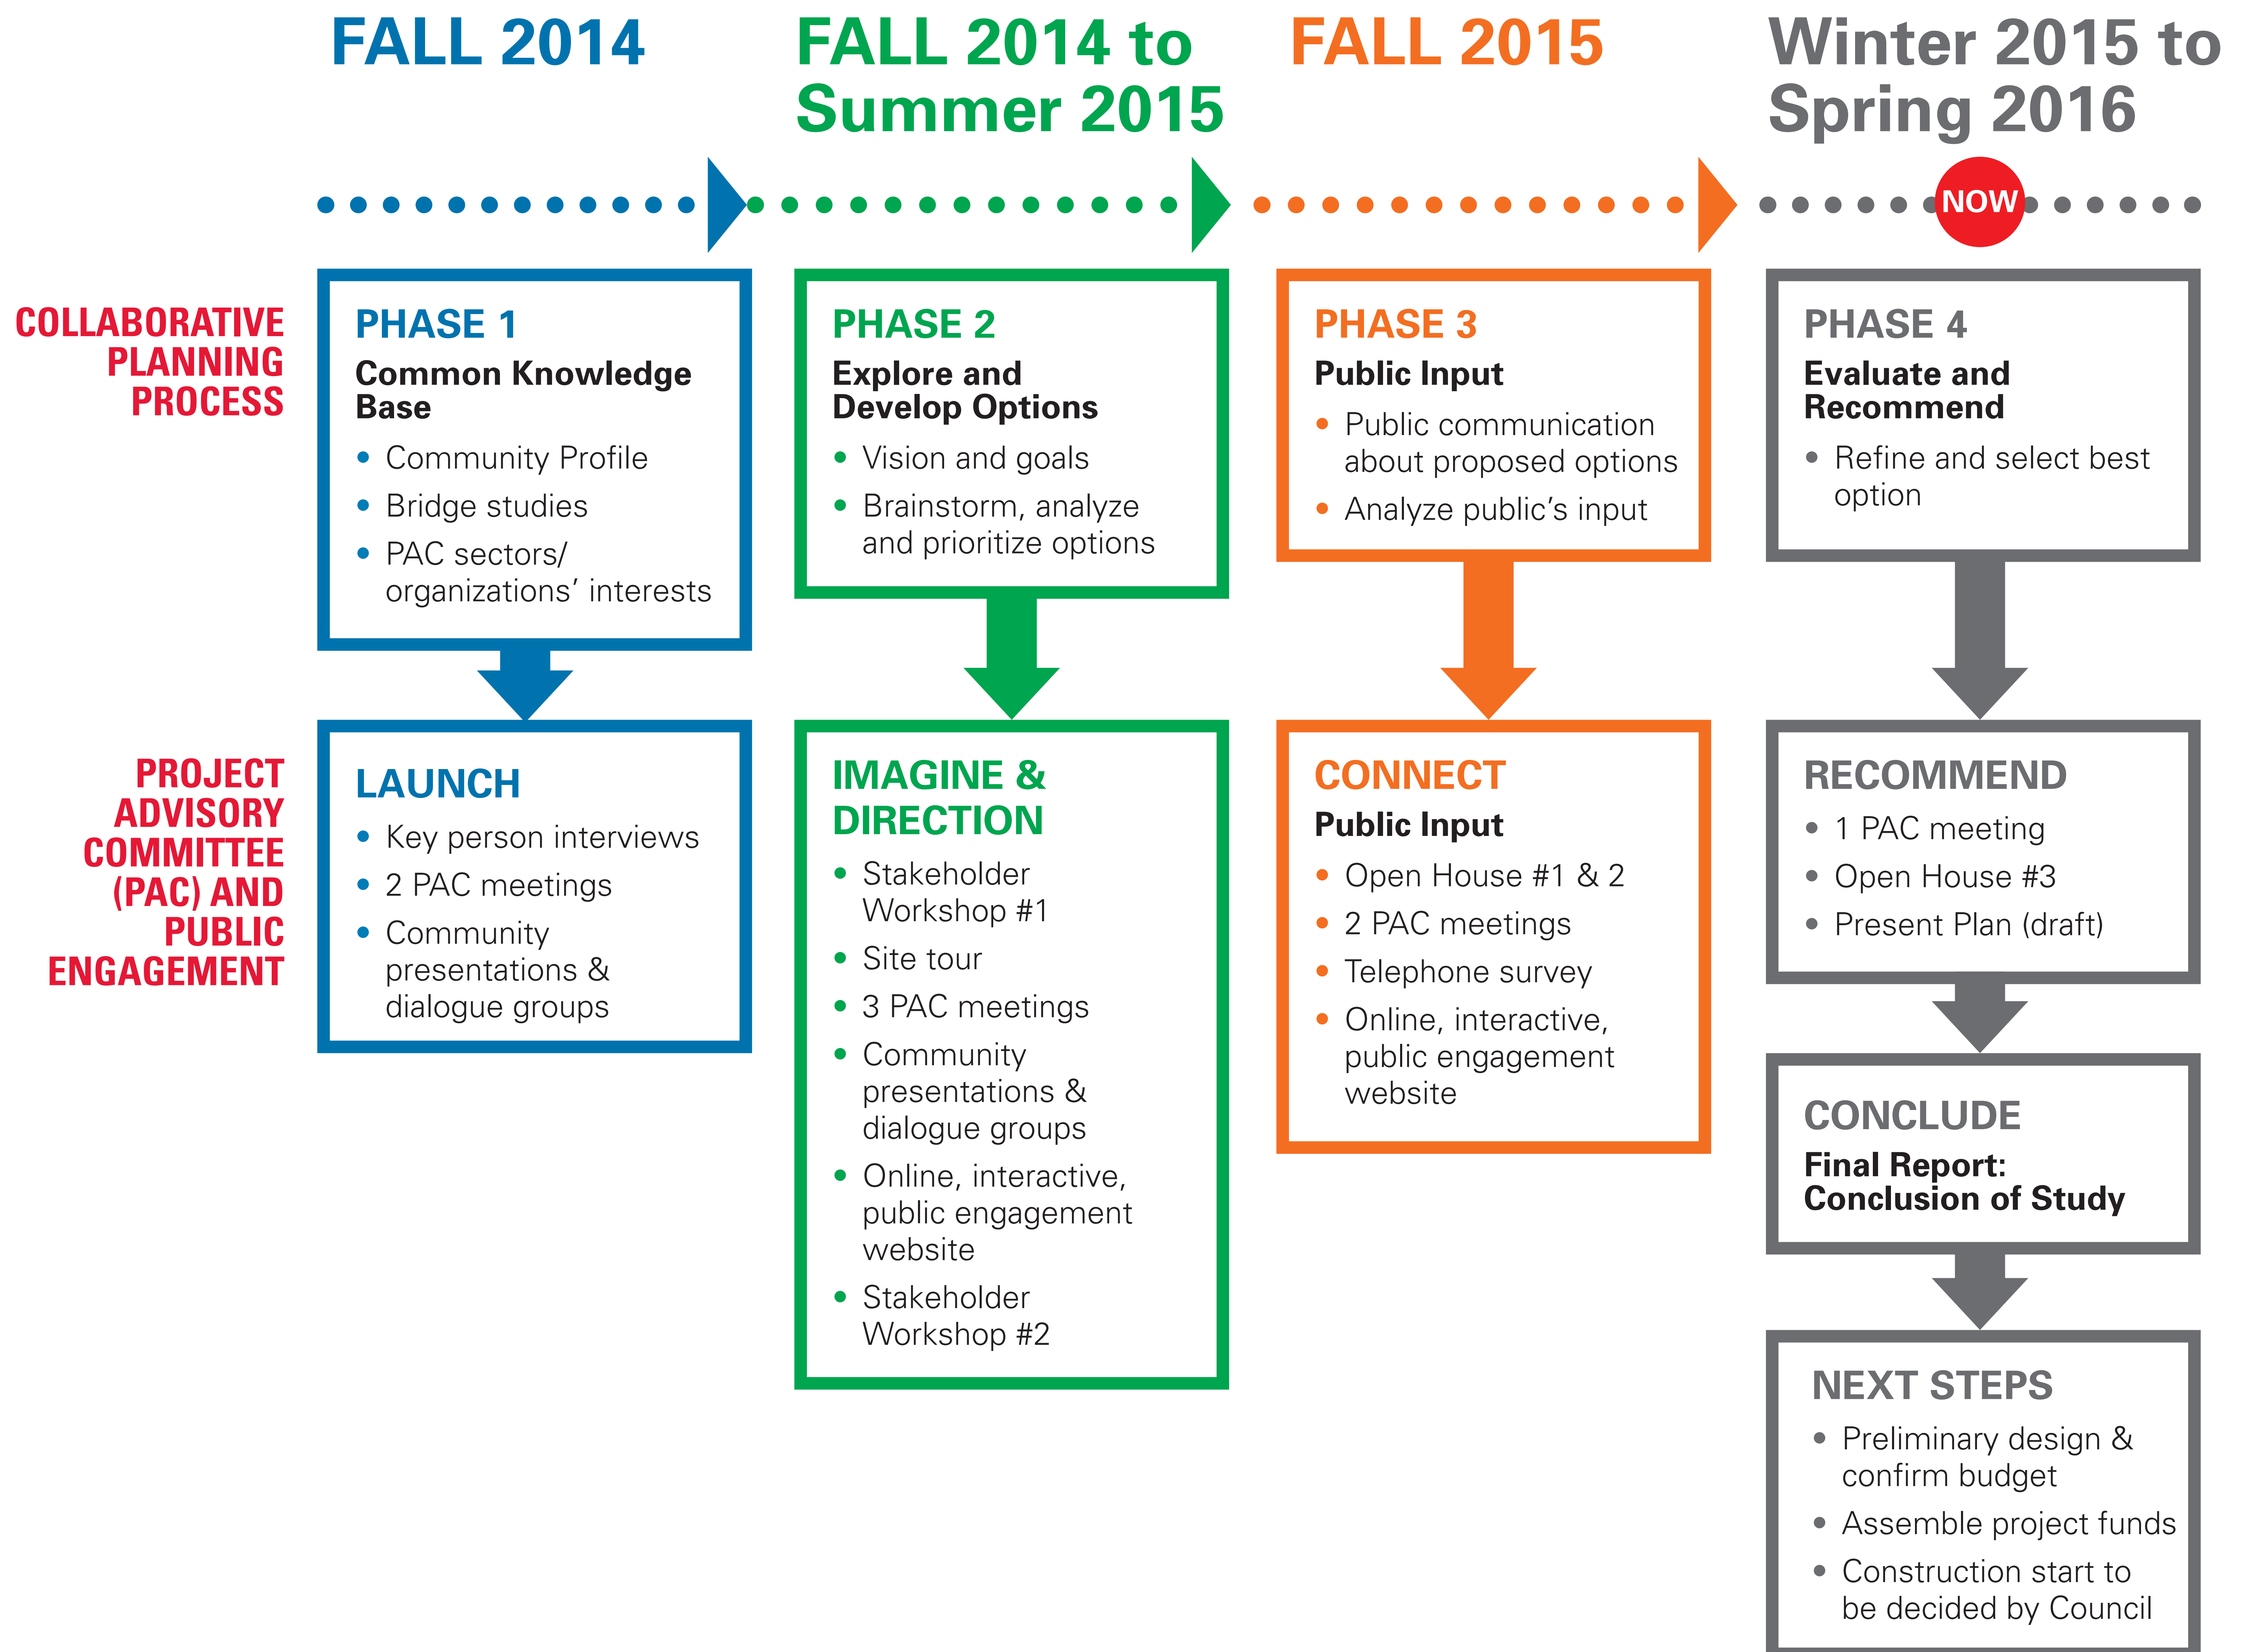 FALL 2014
FALL 2014 to
Summer 2015
FALL 2015
Winter 2015 to
Spring 2016
NOW
COLLABORATIVE
PLANNING
PROCESS
PHASE 1
Common Knowledge
Base
• Community Profile
• Bridge studies
• PAC sectors/
organizations’ interests
PHASE 2
Explore and
Develop Options
• Vision and goals
• Brainstorm, analyze
and prioritize options
PHASE 3
Public Input
• Public communication
about proposed options
• Analyze public’s input
PHASE 4
Evaluate and
Recommend
• Refine and select best
option
PROJECT
ADVISORY
COMMITTEE
(PAC) AND
PUBLIC
ENGAGEMENT
LAUNCH
• Key person interviews
• 2 PAC meetings
• Community
presentations &
dialogue groups
IMAGINE &
DIRECTION
• Stakeholder
Workshop #1
• Site tour
• 3 PAC meetings
• Community
presentations &
dialogue groups
• Online, interactive,
public engagement
website
• Stakeholder
Workshop #2
CONNECT
Public Input
• Open House #1 & 2
• 2 PAC meetings
• Telephone survey
• Online, interactive,
public engagement
website
RECOMMEND
• 1 PAC meeting
• Open House #3
• Present Plan (draft)
CONCLUDE
Final Report:
Conclusion of Study
NEXT STEPS
• Preliminary design &
confirm budget
• Assemble project funds
• Construction start to
be decided by Council